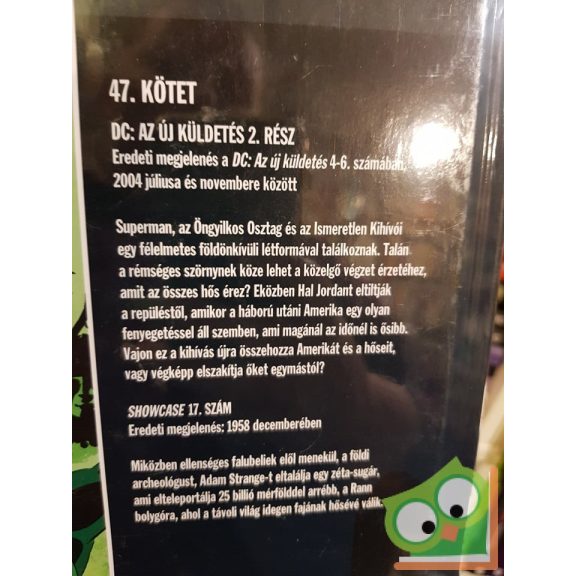 47. KÖTET
DC: AZ ÚJ KÜLDETÉS 2. RÉSZ
Eredeti megjelenés a DC: Az új küldetés 4-6. számában,
2004 júliusa és novembere között
Superman, az Öngyilkos Osztag és az Ismeretlen Kihívói
egy félelmetes földönkívüli létformával találkoznak. Talán
a rémséges szörnynek köze lehet a közelgő végzet érzetéhez,
amit az összes hős érez? Eközben Hal Jordant eltiltják
a repüléstől, amikor a háború utáni Amerika egy olyan
fenyegetéssel áll szemben, ami magánál az időnél is ősibb.
Vajon ez a kihívás újra összehozza Amerikát és a hőseit,
vagy végképp elszakítja őket egymástól?
SHOWCASE 17. SZÁM
Eredeti megjelenés: 1958 decemberében
Miközben ellenséges falubeliek elől menekül, a földi
archeológust, Adam Strange-t eltalálja egy zéta-sugár,
ami elteleportálja 25 billió mérfölddel arrébb, a Rann
bolygóra, ahol a távoli világ idegen fajának hősévé válik.